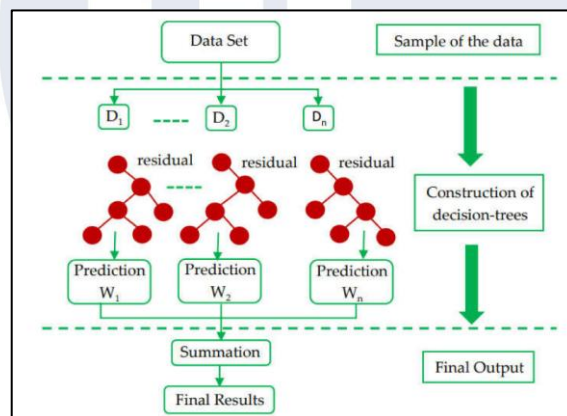 Data Set
Sample of the data
D1
D2
Dn
residual
residual
residual
Construction of
decision-trees
Prediction
W1
Prediction
W2
Prediction
Wn
Summation
Final Output
Final Results